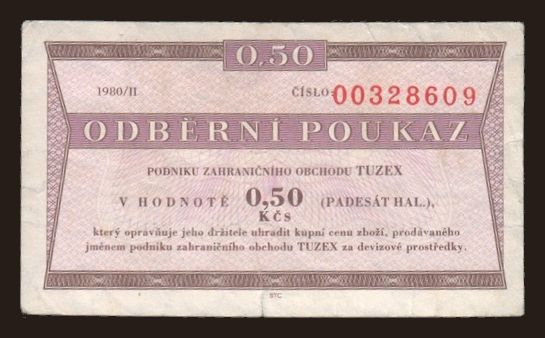 0,50
1980/II ČÍSLO: 00328609
ODBĚRNÍ POUKAZ
PODNIKU ZAHRANIČNÍHO OBCHODU TUZEX
V HODNOTĚ 0,50 (PADESÁT HAL.),
Kčs
který opravňuje jeho držitele uhradit kupní cenu zboží, prodávaného
jménem podniku zahraničního obchodu TUZEX za devizové prostředky.
STC